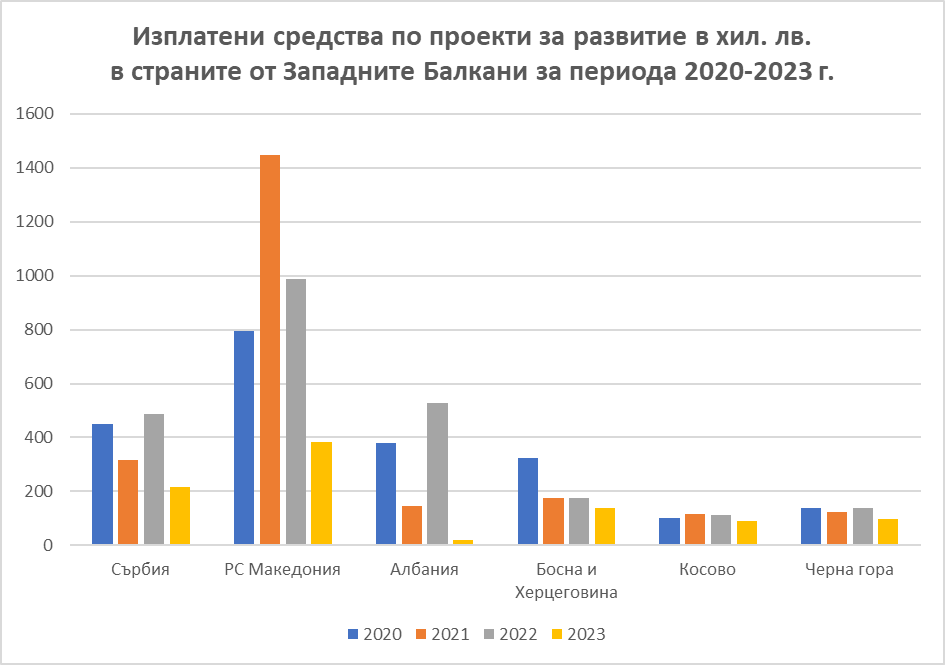 Изплатени средства по проекти за развитие в хил. лв.
в страните от Западните Балкани за периода 2020-2023 г.
1600
1400
1200
1000
800
600
400
200
0
Сърбия
РС Македония
Албания
Босна и
Херцеговина
Косово
Черна гора
2020 2021 2022 2023